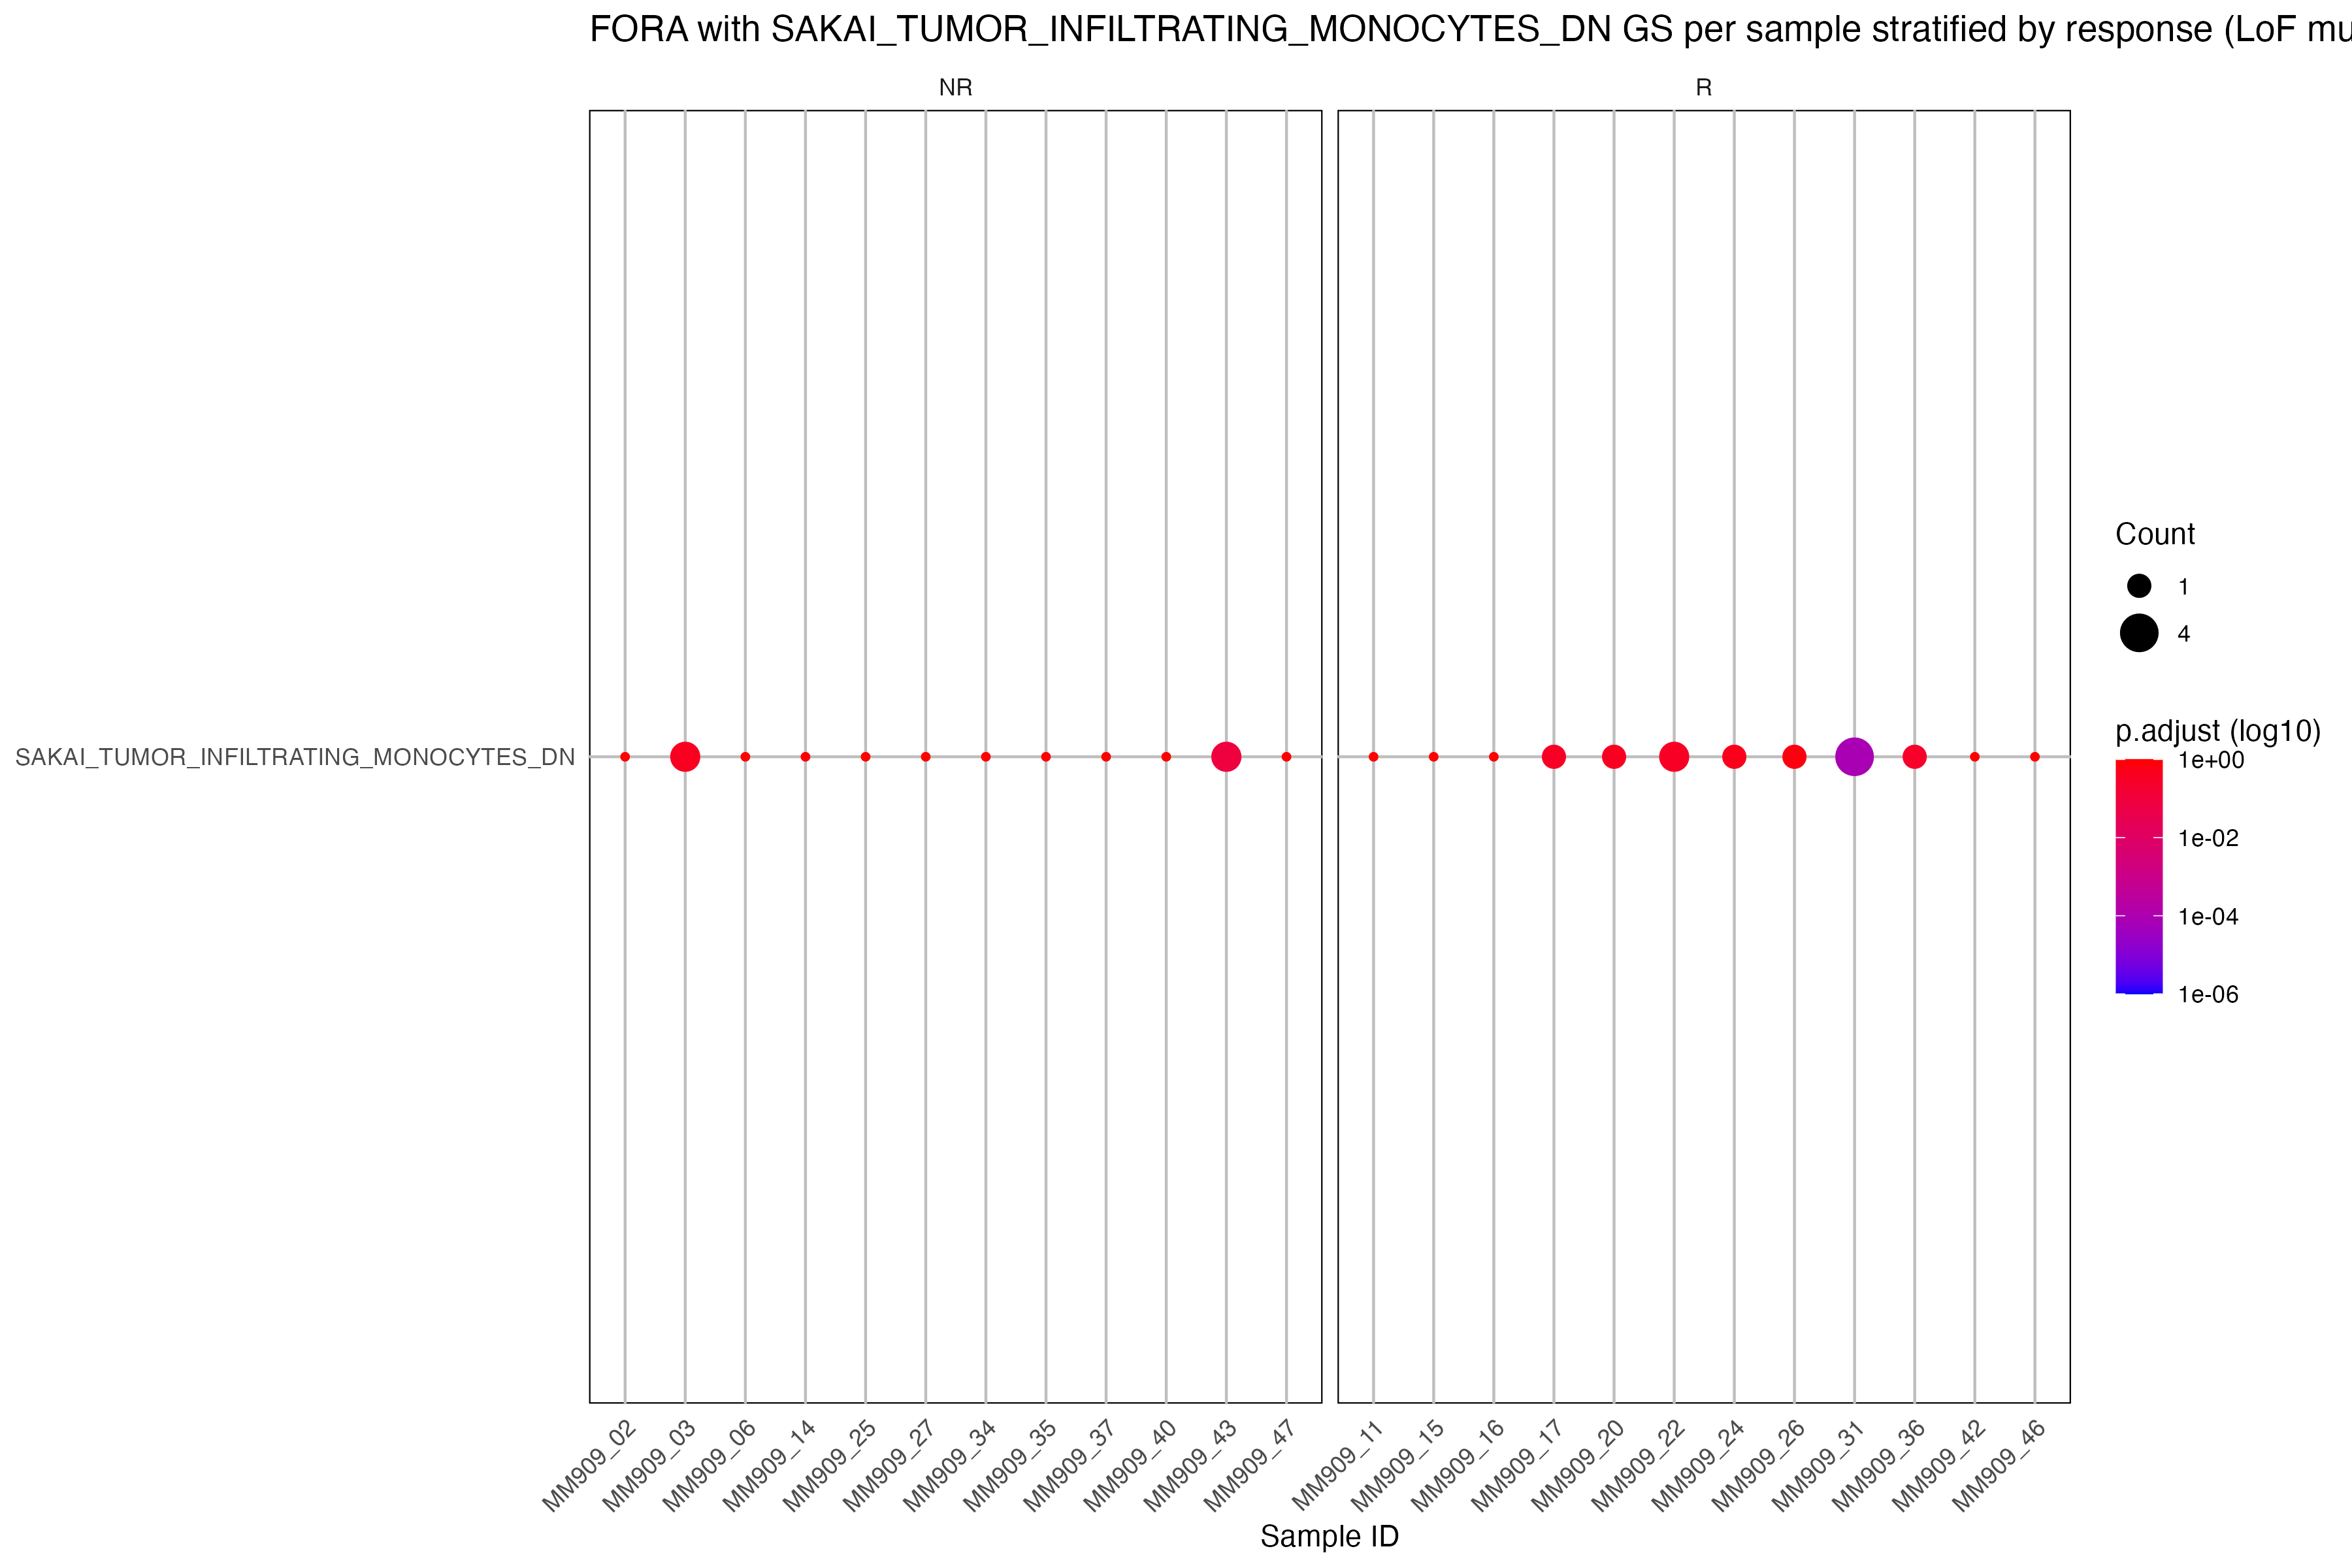 FORA with SAKAI_TUMOR_INFILTRATING_MONOCYTES_DN GS per sample stratified by response (LoF mu
NR
R
SAKAI_TUMOR_INFILTRATING_MONOCYTES_DN
Count
1
4
p.adjust (log10)
1e+00
1e-02
1e-04
1e-06
MM909_02
MM909_03
MM909_06
MM909_14
MM909_25
MM909_27
MM909_34
MM909_35
MM909_37
MM909_40
MM909_43
MM909_47
MM909_11
MM909_15
MM909_16
MM909_17
MM909_20
MM909_22
MM909_24
MM909_26
MM909_31
MM909_36
MM909_42
MM909_46
Sample ID